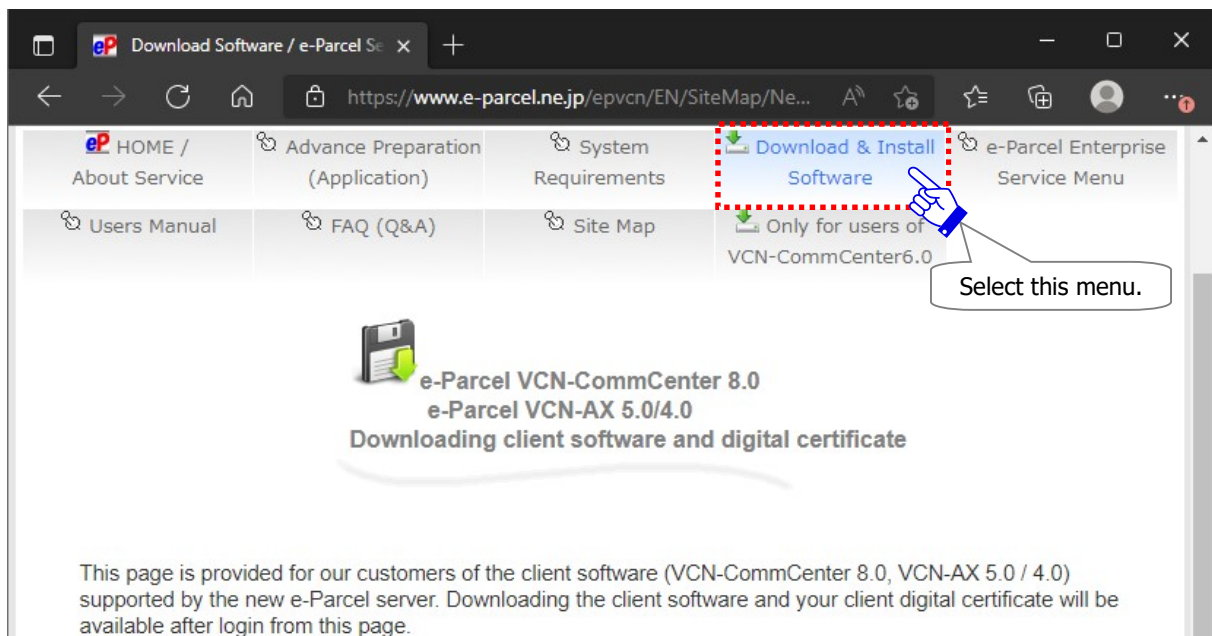 eP Download Software / e-Parcel Se
https://www.e-parcel.ne.jp/epvcn/EN/SiteMap/Ne...
eP HOME /
About Service
Advance Preparation
(Application)
System
Requirements
Download & Install
Software
e-Parcel Enterprise
Service Menu
Users Manual
FAQ (Q&A)
Site Map
Only for users of
VCN-CommCenter6.0
Select this menu.
e-Parcel VCN-CommCenter 8.0
e-Parcel VCN-AX 5.0/4.0
Downloading client software and digital certificate
This page is provided for our customers of the client software (VCN-CommCenter 8.0, VCN-AX 5.0 / 4.0)
supported by the new e-Parcel server. Downloading the client software and your client digital certificate will be
available after login from this page.